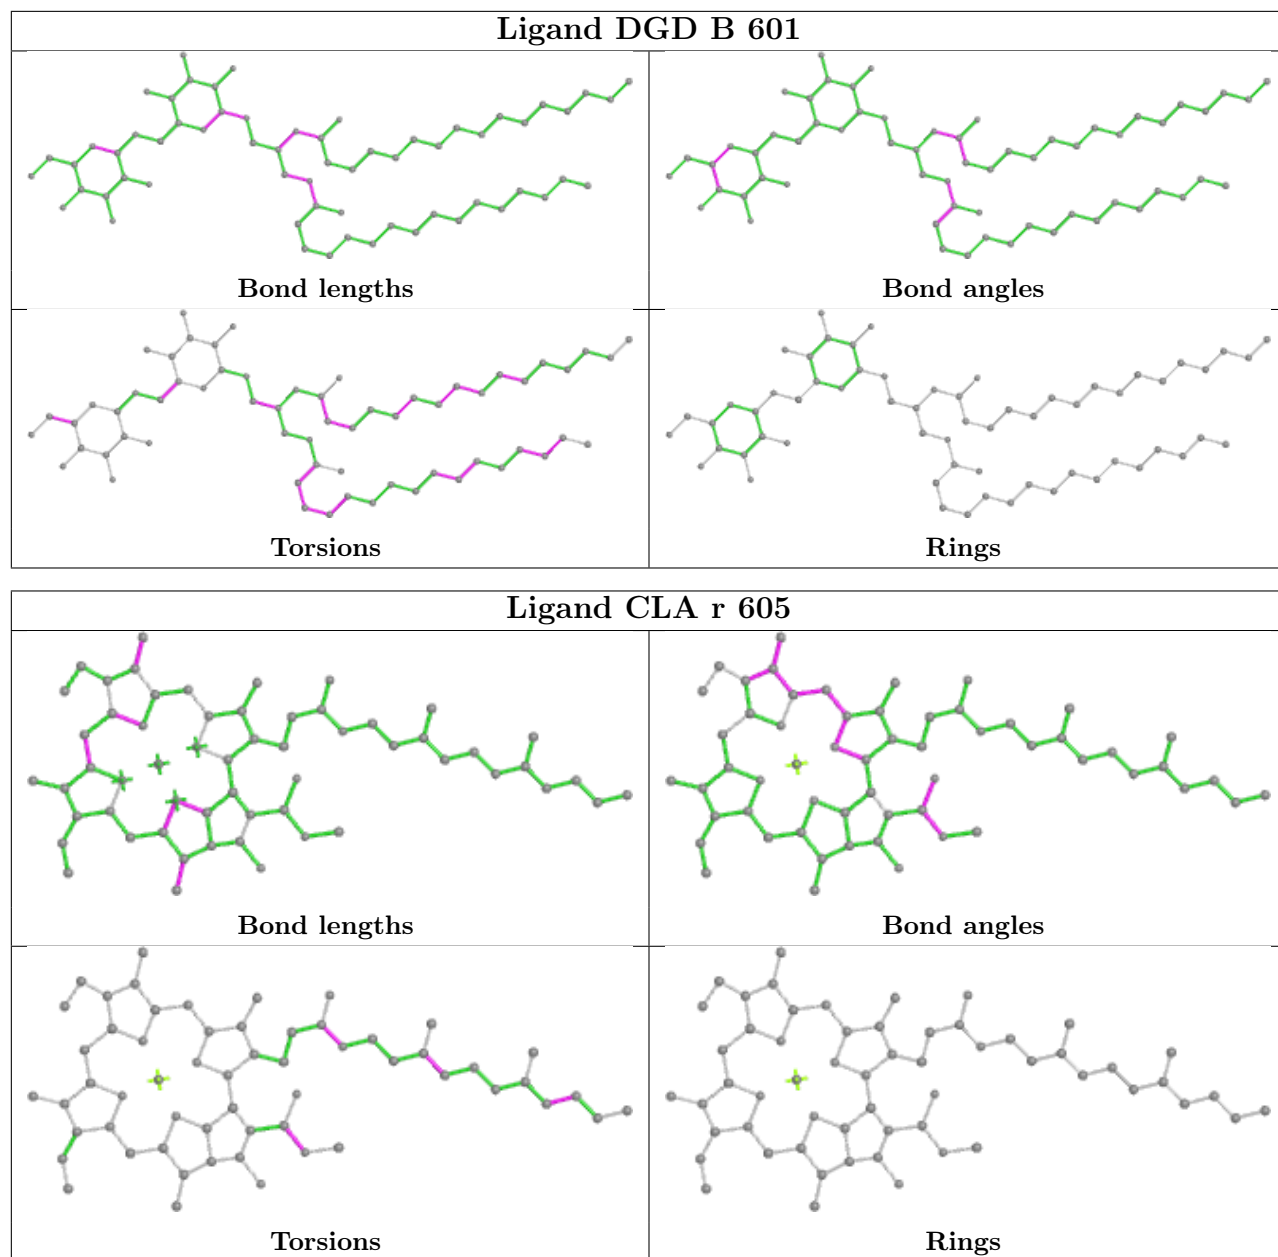 Ligand DGD B 601
Bond lengths
Bond angles
Torsions
Rings
Ligand CLA r 605
Bond lengths
Bond angles
Torsions
Rings